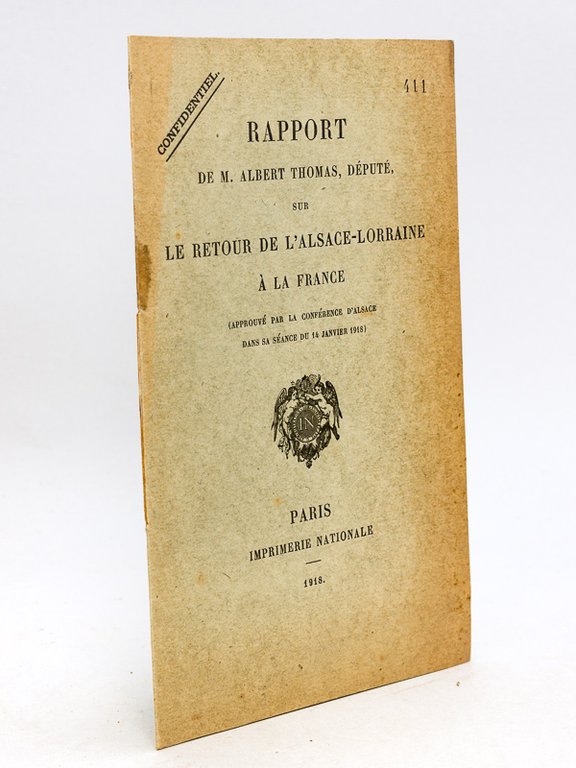 CONFIDENTIEL.
411
RAPPORT
DE M. ALBERT THOMAS, DÉPUTÉ,
SUR
LE RETOUR DE L'ALSACE-LORRAINE
À LA FRANCE
(APPROUVÉ PAR LA CONFÉRENCE D'ALSACE
DANS SA SÉANCE DU 14 JANVIER 1918)
IN
PARIS
IMPRIMERIE NATIONALE
1918.